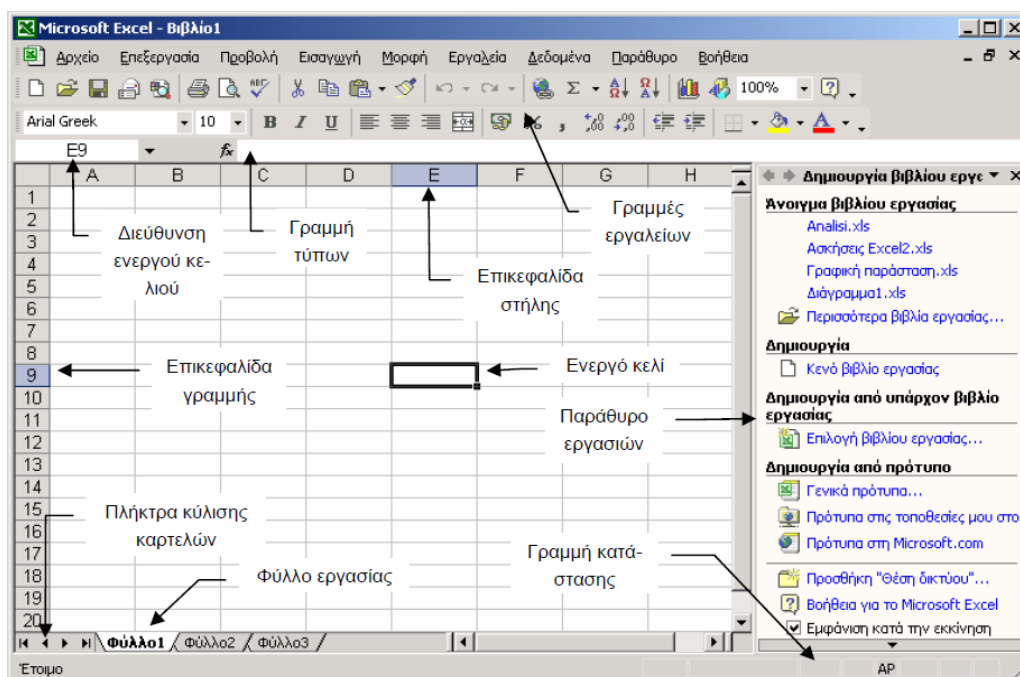 Microsoft Excel - Βιβλίο1
Αρχείο Επεξεργασία Προβολή Εισαγωγή Μορφή Εργαλεία Δεδομένα Παράθυρο Βοήθεια
100%
Arial Greek 10 B I U
E9 fx
A B C D E F G H
1
2
3
4
5
6
7
8
9
10
11
12
13
14
15
16
17
18
19
20
Διεύθυνση
ενεργού κε-
λιού
Γραμμή
τύπων
Επικεφαλίδα
στήλης
Γραμμές
εργαλείων
Επικεφαλίδα
γραμμής
Ενεργό κελί
Παράθυρο
εργασιών
Πλήκτρα κύλισης
καρτελών
Φύλλο εργασίας
Γραμμή κατά-
στασης
Δημιουργία βιβλίου εργε
Άνοιγμα βιβλίου εργασίας
Analisi.xls
Ασκήσεις Excel2.xls
Γραφική παράσταση.xls
Διάγραμμα1.xls
Περισσότερα βιβλία εργασίας...
Δημιουργία
Κενό βιβλίο εργασίας
Δημιουργία από υπάρχον βιβλίο
εργασίας
Επιλογή βιβλίου εργασίας...
Δημιουργία από πρότυπο
Γενικά πρότυπα...
Πρότυπα στις τοποθεσίες μου στο
Πρότυπα στη Microsoft.com
Προσθήκη "Θέση δικτύου"...
Βοήθεια για το Microsoft Excel
Εμφάνιση κατά την εκκίνηση
Φύλλο1 Φύλλο2 Φύλλο3
Έτοιμο
AP